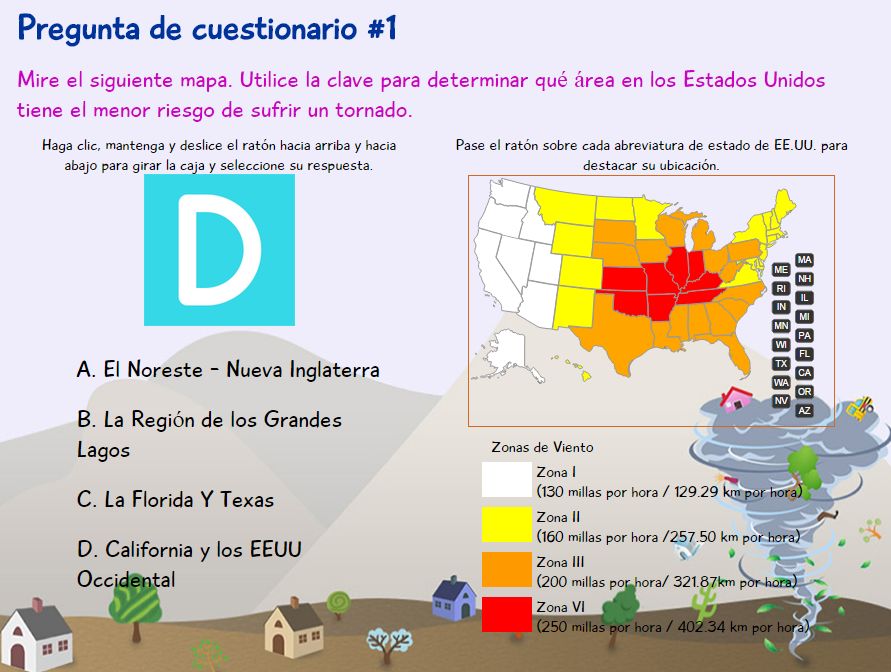 Pregunta de cuestionario #1
Mire el siguiente mapa. Utilice la clave para determinar qué área en los Estados Unidos
tiene el menor riesgo de sufrir un tornado.
Haga clic, mantenga y deslice el ratón hacia arriba y hacia
abajo para girar la caja y seleccione su respuesta.
D
A. El Noreste - Nueva Inglaterra
B. La Región de los Grandes
Lagos
C. La Florida Y Texas
D. California y los EEUU
Occidental
Pase el ratón sobre cada abreviatura de estado de EE.UU. para
destacar su ubicación.
MA
ME
NH
RI
IL
IN
MI
MN
PA
WI
FL
TX
CA
WA
OR
NV
AZ
Zonas de Viento
Zona I
(130 millas por hora / 129.29 km por hora)
Zona II
(160 millas por hora /257.50 km por hora)
Zona III
(200 millas por hora/ 321.87km por hora)
Zona VI
(250 millas por hora / 402.34 km por hora)